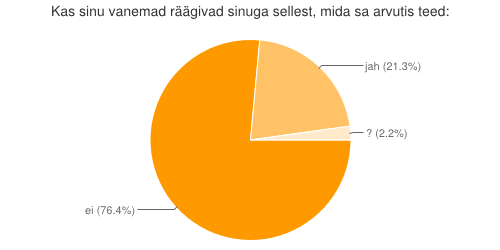 Kas sinu vanemad räägivad sinuga sellest, mida sa arvutis teed:
jah (21.3%)
? (2.2%)
ei (76.4%)